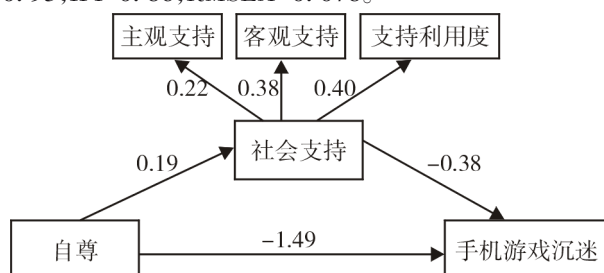 主观支持 客观支持 支持利用度
0.22 0.38 0.40
社会支持
0.19 -0.38
自尊 -1.49 手机游戏沉迷